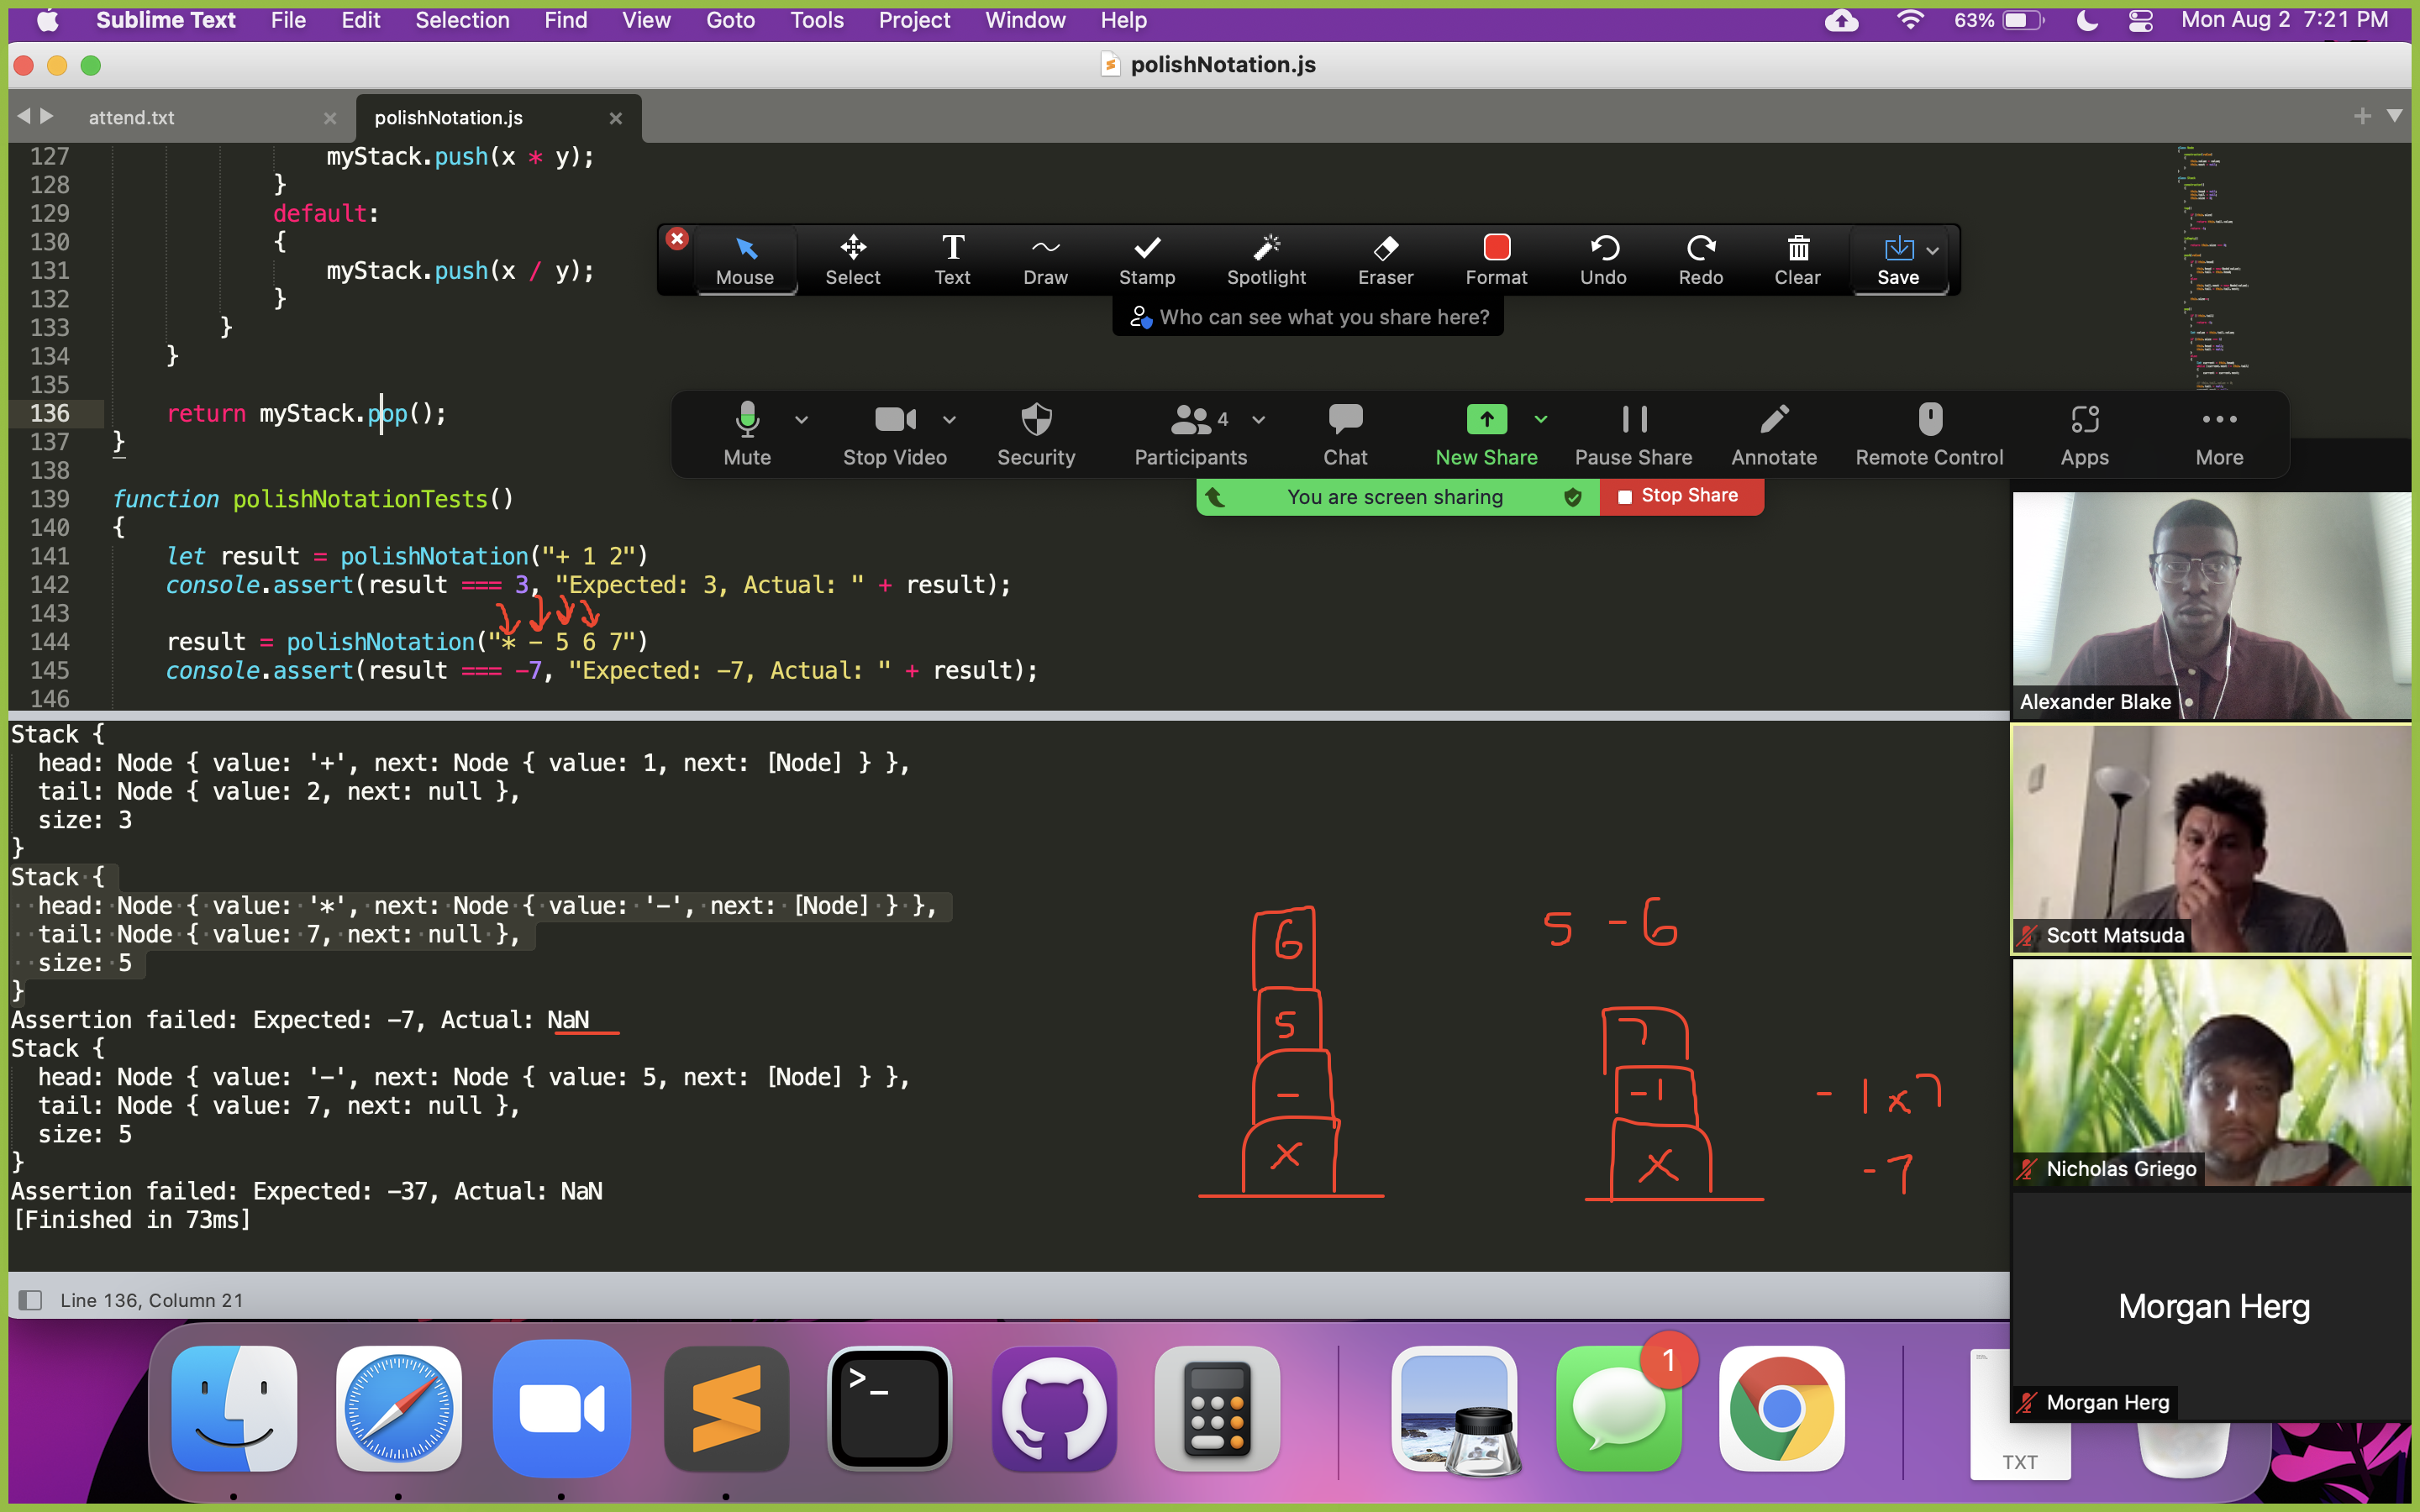 Sublime Text File Edit Selection Find View Goto Tools Project Window Help 63% Mon Aug 2 7:21 PM
polishNotation.js
attend.txt polishNotation.js
127 myStack.push(x * y);
128 }
129 default:
130 {
131 myStack.push(x / y);
132 }
133 }
134 }
135
136 return myStack.pop();
137 }
138
139 function polishNotationTests()
140 {
141 let result = polishNotation("+ 1 2")
142 console.assert(result === 3, "Expected: 3, Actual: " + result);
143
144 result = polishNotation("* - 5 6 7")
145 console.assert(result === -7, "Expected: -7, Actual: " + result);
146
Mouse Select Text Draw Stamp Spotlight Eraser Format Undo Redo Clear Save
Who can see what you share here?
4
Mute Stop Video Security Participants Chat New Share Pause Share Annotate Remote Control Apps More
You are screen sharing Stop Share
Stack {
head: Node { value: '+', next: Node { value: 1, next: [Node] } },
tail: Node { value: 2, next: null },
size: 3
}
Stack {
head: Node { value: '*', next: Node { value: '-', next: [Node] } },
tail: Node { value: 7, next: null },
size: 5
}
Assertion failed: Expected: -7, Actual: NaN
Stack {
head: Node { value: '-', next: Node { value: 5, next: [Node] } },
tail: Node { value: 7, next: null },
size: 5
}
Assertion failed: Expected: -37, Actual: NaN
[Finished in 73ms]
6
5
-
x
5 - 6
7
-1
x
-1x7
-7
Alexander Blake
Scott Matsuda
Nicholas Griego
Morgan Herg
Morgan Herg
Line 136, Column 21
>_
1
TXT